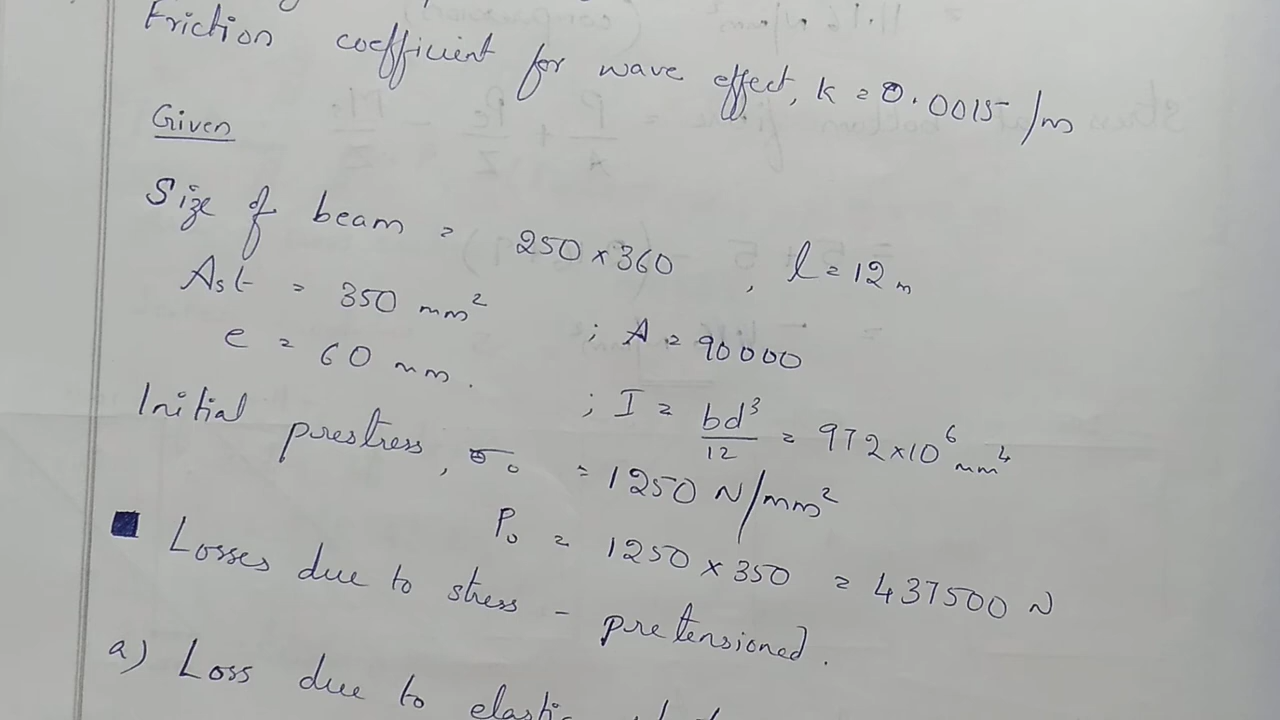 Friction coefficient for wave effect, k = 0.0015 /m
Given
Size of beam = 250 × 360 , l = 12 m
Ast = 350 mm² ; A = 90000
e = 60 mm. ; I = bd³/12 = 972×10⁶ mm⁴
Initial prestress, σ₀ = 1250 N/mm²
P₀ = 1250 × 350 = 437500 N
Losses due to stress - pretensioned.
a) Loss due to elastic